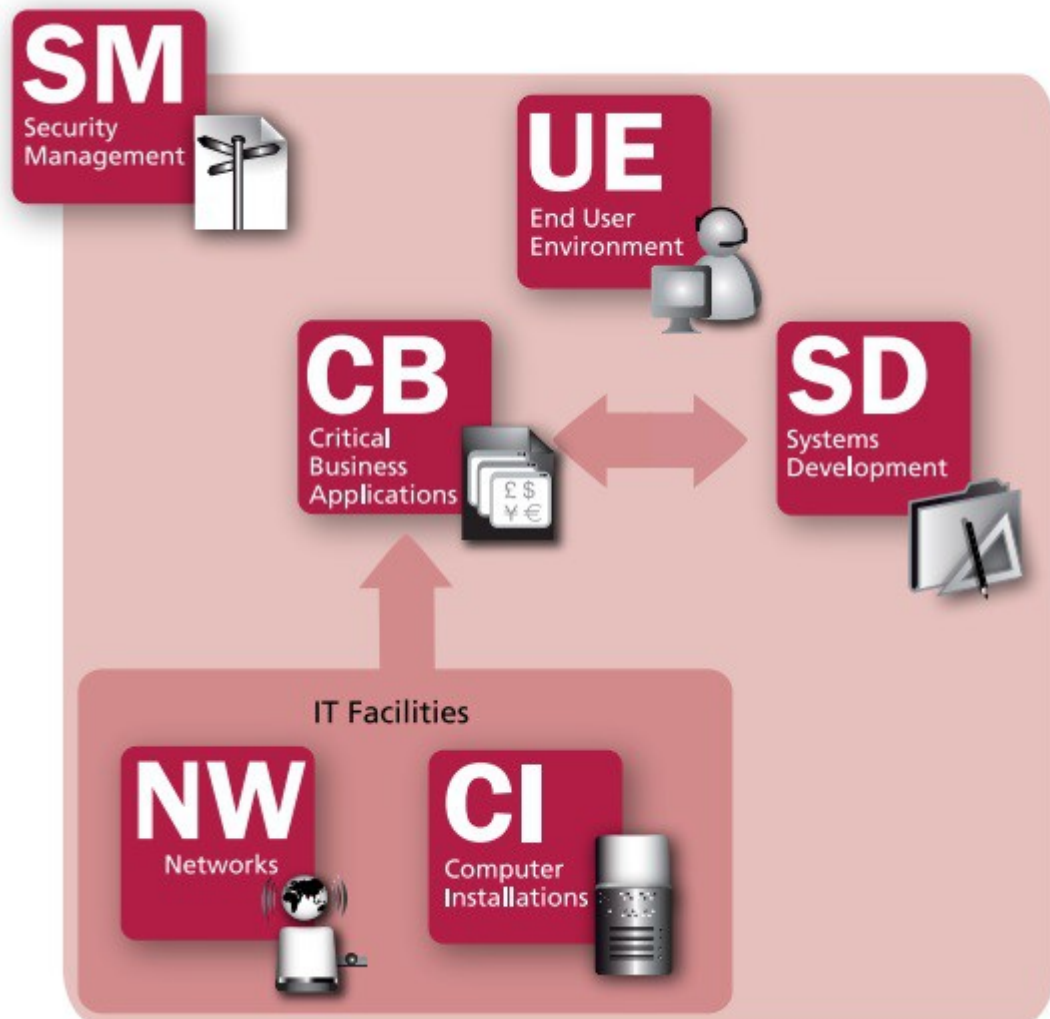 SM
Security
Management
UE
End User
Environment
CB
Critical
Business
Applications
£ $
¥ €
SD
Systems
Development
IT Facilities
NW
Networks
CI
Computer
Installations